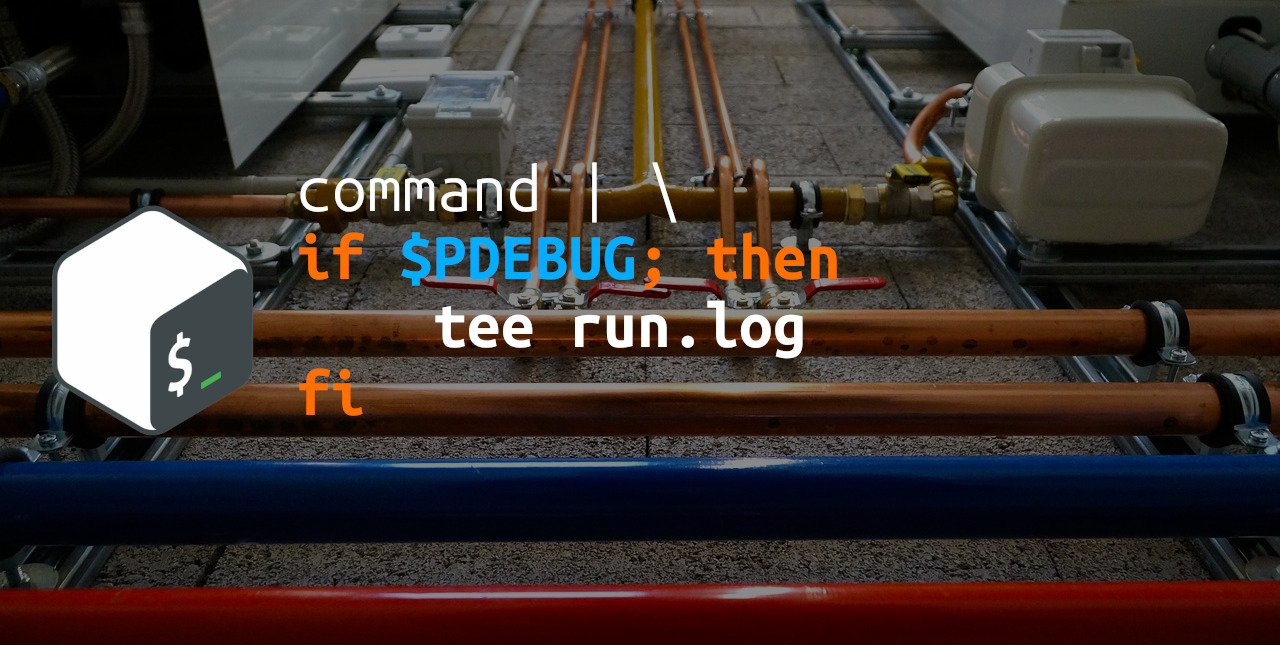 command | \
if $PDEBUG; then
tee run.log
fi
$_